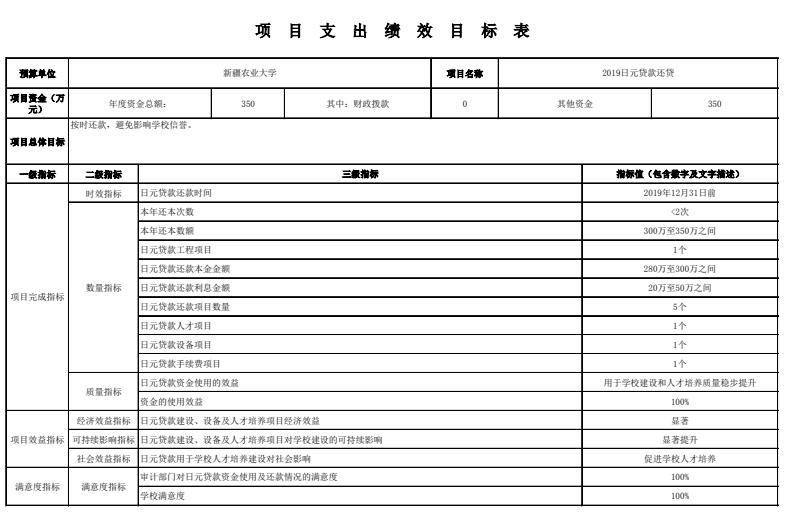 项目支出绩效目标表
预算单位 新疆农业大学 项目名称 2019日元贷款还贷
项目资金（万元） 年度资金总额： 350 其中：财政拨款 0 其他资金 350
项目总体目标 按时还款，避免影响学校信誉。
一级指标 二级指标 三级指标 指标值（包含数字及文字描述）
项目完成指标 时效指标 日元贷款还款时间 2019年12月31日前
数量指标 本年还本次数 <2次
本年还本数额 300万至350万之间
日元贷款工程项目 1个
日元贷款还款本金金额 280万至300万之间
日元贷款还款利息金额 20万至50万之间
日元贷款还款项目数量 5个
日元贷款人才项目 1个
日元贷款设备项目 1个
日元贷款手续费项目 1个
质量指标 日元贷款资金使用的效益 用于学校建设和人才培养质量稳步提升
资金的使用效益 100%
项目效益指标 经济效益指标 日元贷款建设、设备及人才培养项目经济效益 显著
可持续影响指标 日元贷款建设、设备及人才培养项目对学校建设的可持续影响 显著提升
社会效益指标 日元贷款用于学校人才培养建设对社会影响 促进学校人才培养
满意度指标 满意度指标 审计部门对日元贷款资金使用及还款情况的满意度 100%
学校满意度 100%